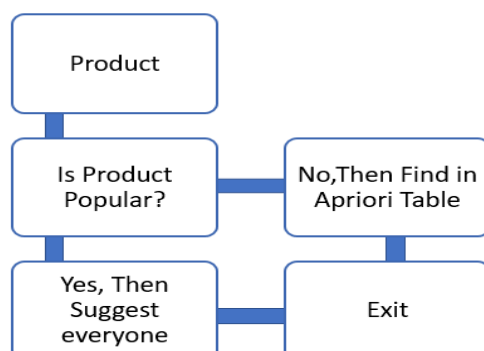 Product
Is Product
Popular?
No,Then Find in
Apriori Table
Yes, Then
Suggest
everyone
Exit